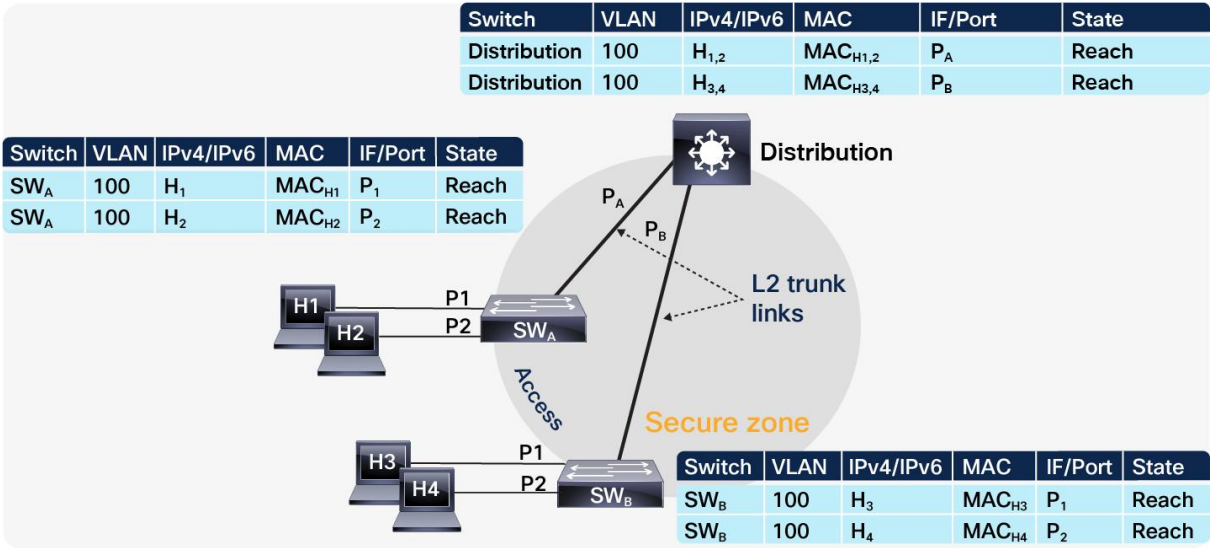 Switch VLAN IPv4/IPv6 MAC IF/Port State
Distribution 100 H1,2 MACH1,2 PA Reach
Distribution 100 H3,4 MACH3,4 PB Reach
Distribution
Switch VLAN IPv4/IPv6 MAC IF/Port State
SWA 100 H1 MACH1 P1 Reach
SWA 100 H2 MACH2 P2 Reach
PA
PB
L2 trunk
links
H1
P1
H2
P2
SWA
Access
Secure zone
H3
P1
H4
P2
SWB
Switch VLAN IPv4/IPv6 MAC IF/Port State
SWB 100 H3 MACH3 P1 Reach
SWB 100 H4 MACH4 P2 Reach